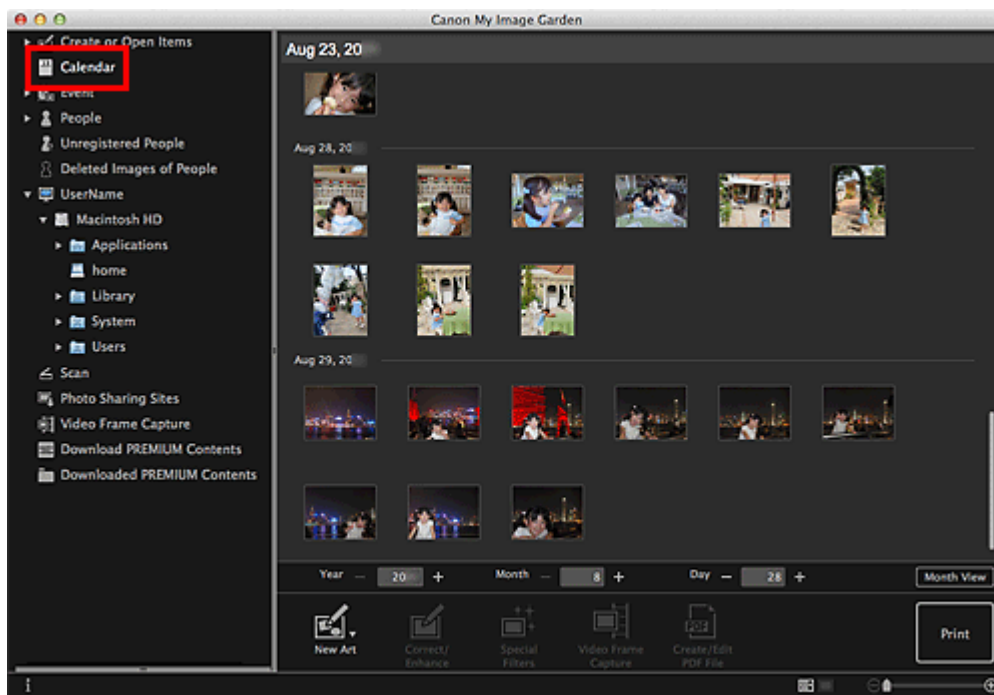 Canon My Image Garden
Create or Open Items
Calendar
Event
People
Unregistered People
Deleted Images of People
UserName
Macintosh HD
Applications
home
Library
System
Users
Scan
Photo Sharing Sites
Video Frame Capture
Download PREMIUM Contents
Downloaded PREMIUM Contents
Aug 23, 20
Aug 28, 20
Aug 29, 20
Year − 20 + Month − 8 + Day − 28 + Month View
New Art
Correct/
Enhance
Special
Filters
Video Frame
Capture
PDF
Create/Edit
PDF File
Print